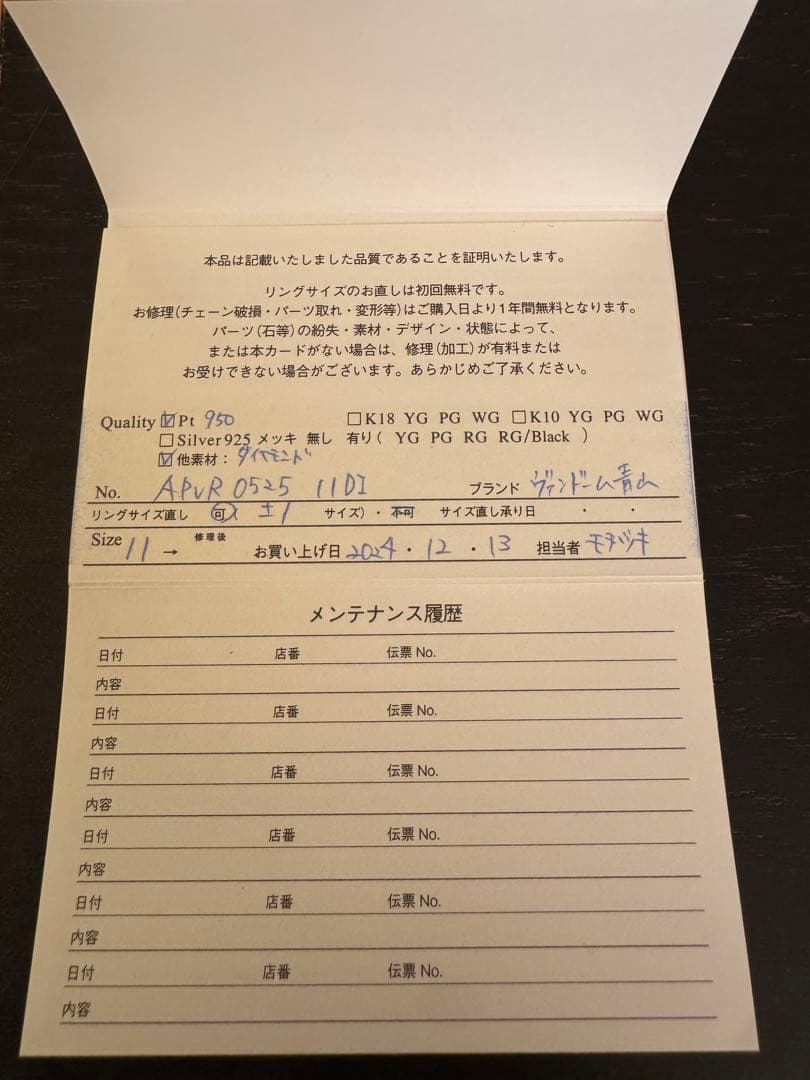 本品は記載いたしました品質であることを証明いたします。
リングサイズのお直しは初回無料です。
お修理(チェーン破損・パーツ取れ・変形等)はご購入日より1年間無料となります。
パーツ(石等)の紛失・素材・デザイン・状態によって、
または本カードがない場合は、修理(加工)が有料または
お受けできない場合がございます。あらかじめご了承ください。
Quality ☑Pt 950 □K18 YG PG WG □K10 YG PG WG
□Silver925 メッキ 無し 有り( YG PG RG RG/Black )
☑他素材:ダイヤモンド
No. APVR 0525 11DI ブランド ヴァンドーム青山
リングサイズ直し 可 ±1 サイズ)・不可 サイズ直し承り日 ・ ・
Size 11 → 修理後 お買い上げ日 2024・12・13 担当者 モチヅキ
メンテナンス履歴
日付 店番 伝票No.
内容
日付 店番 伝票No.
内容
日付 店番 伝票No.
内容
日付 店番 伝票No.
内容
日付 店番 伝票No.
内容
日付 店番 伝票No.
内容